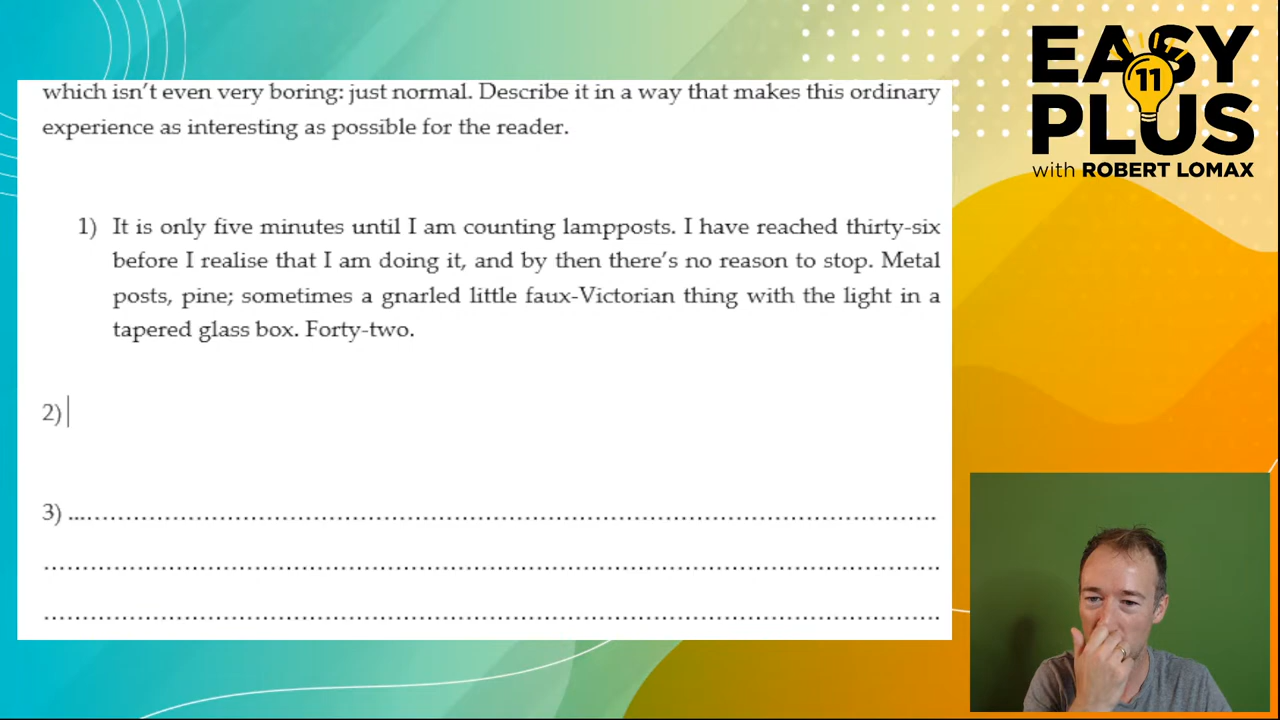 EASY
11
PLUS
with ROBERT LOMAX
which isn't even very boring: just normal. Describe it in a way that makes this ordinary
experience as interesting as possible for the reader.
1) It is only five minutes until I am counting lampposts. I have reached thirty-six
before I realise that I am doing it, and by then there's no reason to stop. Metal
posts, pine; sometimes a gnarled little faux-Victorian thing with the light in a
tapered glass box. Forty-two.
2)
3) ................................................................
................................................................
................................................................